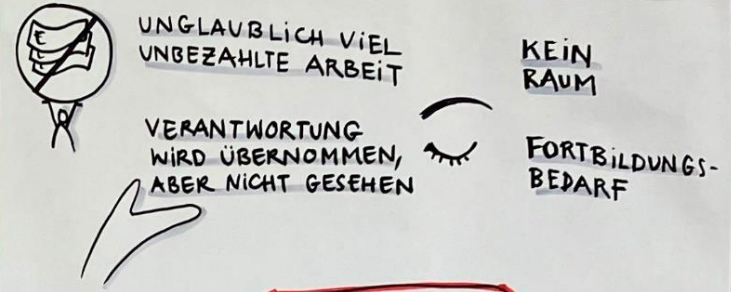 €
UNGLAUBLICH VIEL
UNBEZAHLTE ARBEIT
VERANTWORTUNG
WIRD ÜBERNOMMEN,
ABER NICHT GESEHEN
KEIN
RAUM
FORTBILDUNGS-
BEDARF